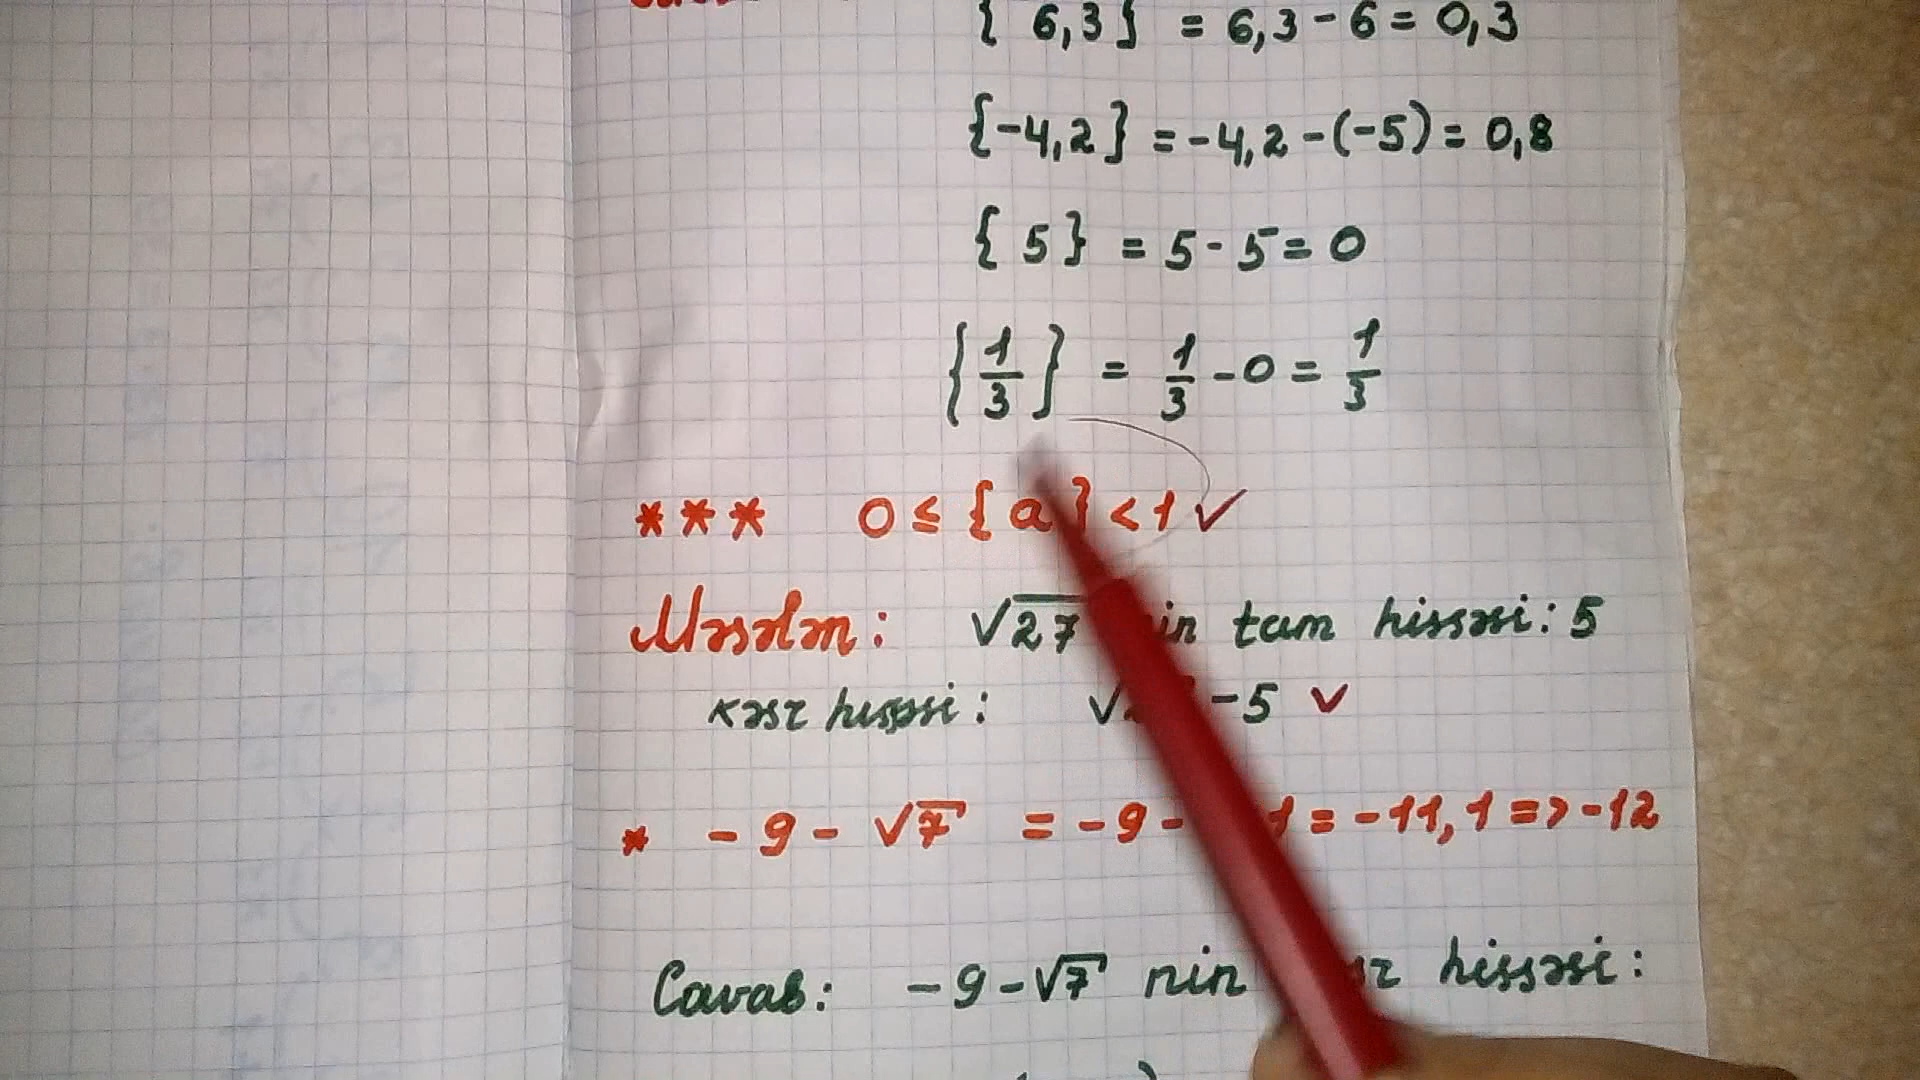 { 6,3 } = 6,3 - 6 = 0,3
{-4,2} = -4,2 - (-5) = 0,8
{ 5 } = 5 - 5 = 0
{1/3} = 1/3 - 0 = 1/3
*** 0 ≤ { a } < 1 ✓
Məsələn: √27 in tam hissəsi: 5
kəsr hissəsi: √ -5 ✓
* -9 - √7 = -9 - 1 = -11,1 => -12
Cavab: -9 - √7 nin hissəsi: